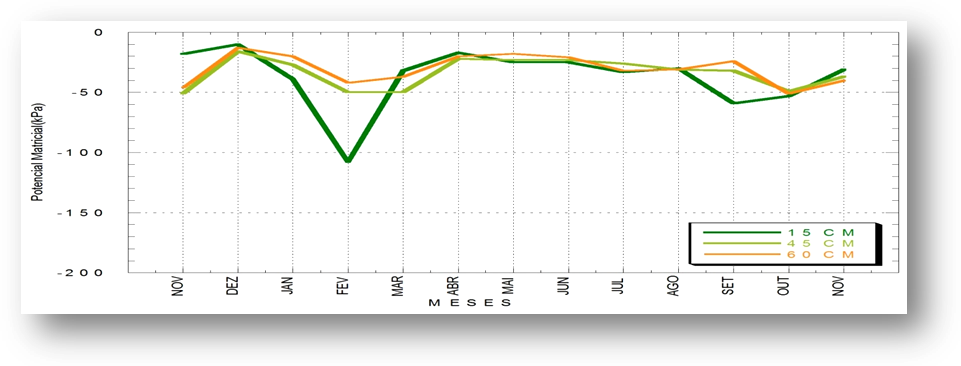 0
-50
-100
-150
-200
Potencial Matricial(kPa)
NOV DEZ JAN FEV MAR ABR MAI JUN JUL AGO SET OUT NOV
MESES
15 CM
45 CM
60 CM